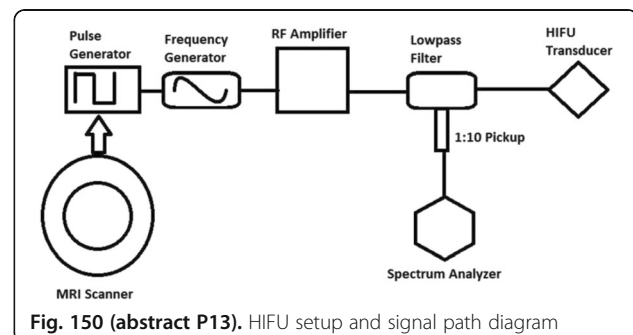 Pulse
Generator
Frequency
Generator
RF Amplifier
Lowpass
Filter
HIFU
Transducer
1:10 Pickup
MRI Scanner
Spectrum Analyzer
Fig. 150 (abstract P13). HIFU setup and signal path diagram